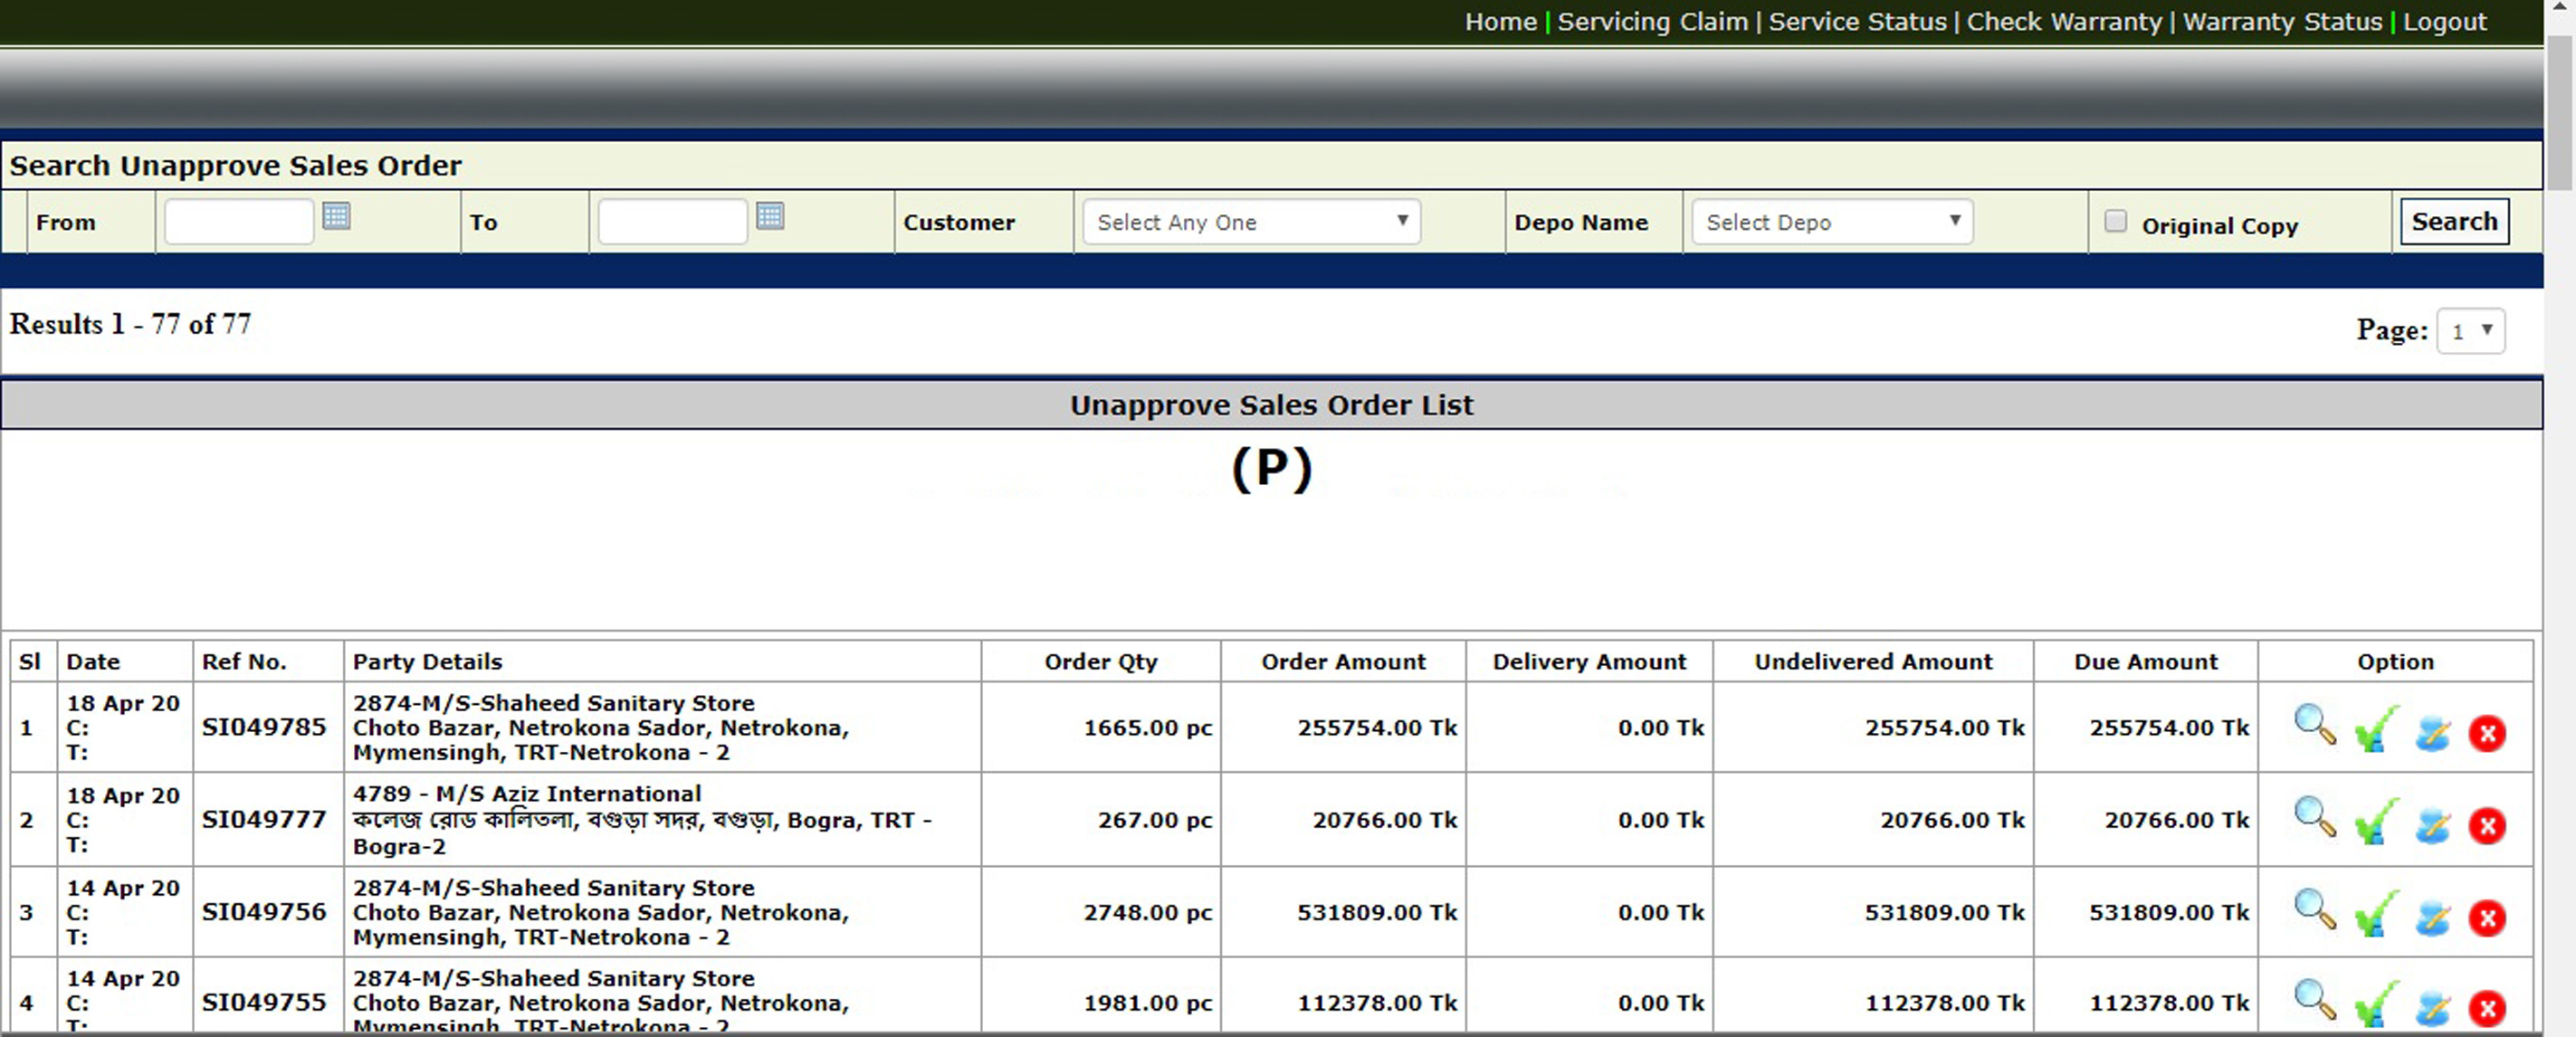 Home | Servicing Claim | Service Status | Check Warranty | Warranty Status | Logout
Search Unapprove Sales Order
From To Customer Select Any One Depo Name Select Depo Original Copy Search
Results 1 - 77 of 77 Page: 1
Unapprove Sales Order List
(P)
Sl Date Ref No. Party Details Order Qty Order Amount Delivery Amount Undelivered Amount Due Amount Option
1 18 Apr 20 C: T: SI049785 2874-M/S-Shaheed Sanitary Store
Choto Bazar, Netrokona Sador, Netrokona,
Mymensingh, TRT-Netrokona - 2
1665.00 pc 255754.00 Tk 0.00 Tk 255754.00 Tk 255754.00 Tk
2 18 Apr 20 C: T: SI049777 4789 - M/S Aziz International
কলেজ রোড কালিতলা, বগুড়া সদর, বগুড়া, Bogra, TRT -
Bogra-2
267.00 pc 20766.00 Tk 0.00 Tk 20766.00 Tk 20766.00 Tk
3 14 Apr 20 C: T: SI049756 2874-M/S-Shaheed Sanitary Store
Choto Bazar, Netrokona Sador, Netrokona,
Mymensingh, TRT-Netrokona - 2
2748.00 pc 531809.00 Tk 0.00 Tk 531809.00 Tk 531809.00 Tk
4 14 Apr 20 C: T: SI049755 2874-M/S-Shaheed Sanitary Store
Choto Bazar, Netrokona Sador, Netrokona,
Mymensingh, TRT-Netrokona - 2
1981.00 pc 112378.00 Tk 0.00 Tk 112378.00 Tk 112378.00 Tk